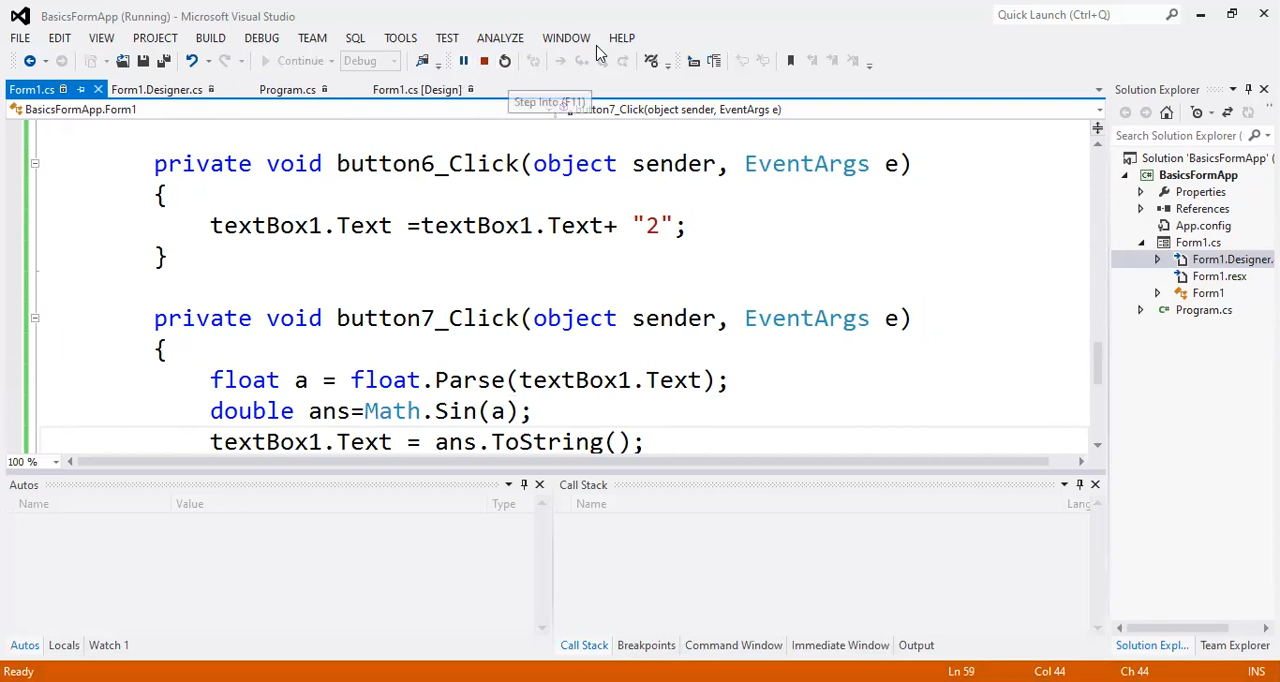 BasicsFormApp (Running) - Microsoft Visual Studio
Quick Launch (Ctrl+Q)
FILE EDIT VIEW PROJECT BUILD DEBUG TEAM SQL TOOLS TEST ANALYZE WINDOW HELP
Continue Debug
Form1.cs Form1.Designer.cs Program.cs Form1.cs [Design]
Step Into (F11)
BasicsFormApp.Form1 button7_Click(object sender, EventArgs e)
private void button6_Click(object sender, EventArgs e)
{
textBox1.Text =textBox1.Text+ "2";
}
private void button7_Click(object sender, EventArgs e)
{
float a = float.Parse(textBox1.Text);
double ans=Math.Sin(a);
textBox1.Text = ans.ToString();
100 %
Solution Explorer
Search Solution Explorer (
Solution 'BasicsFormApp' (
BasicsFormApp
Properties
References
App.config
Form1.cs
Form1.Designer.
Form1.resx
Form1
Program.cs
Autos
Name Value Type
Call Stack
Name Lang
Autos Locals Watch 1
Call Stack Breakpoints Command Window Immediate Window Output
Solution Expl... Team Explorer
Ready Ln 59 Col 44 Ch 44 INS